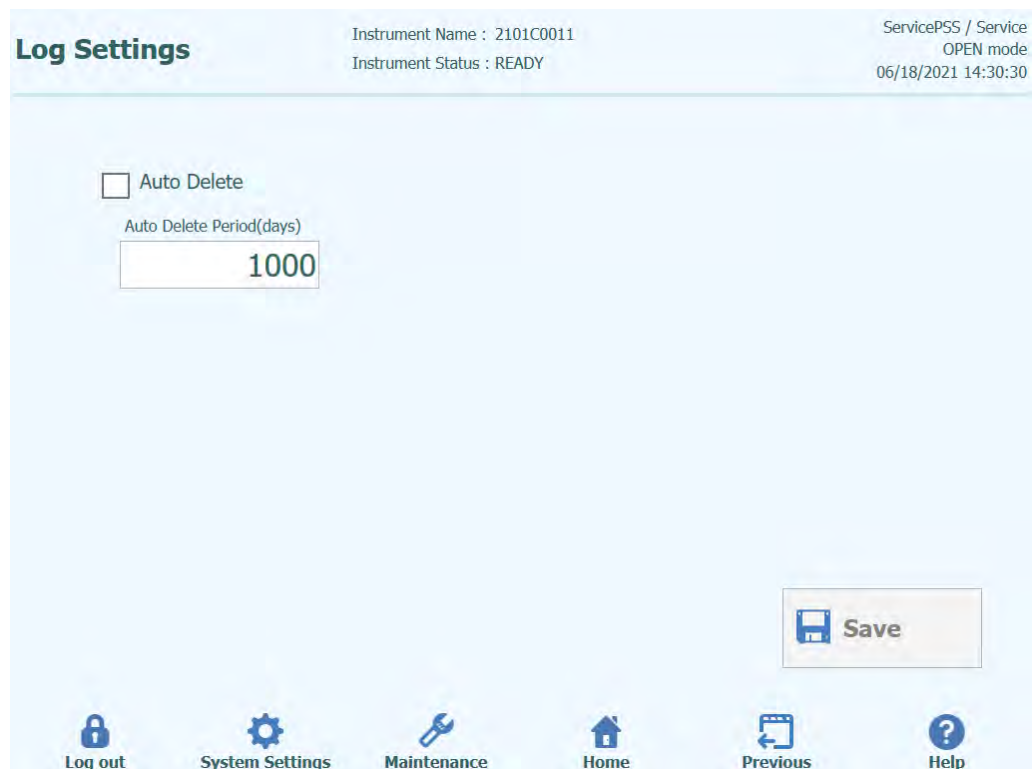 Log Settings
Instrument Name : 2101C0011
Instrument Status : READY
ServicePSS / Service
OPEN mode
06/18/2021 14:30:30
Auto Delete
Auto Delete Period(days)
1000
Save
Log out
System Settings
Maintenance
Home
Previous
Help